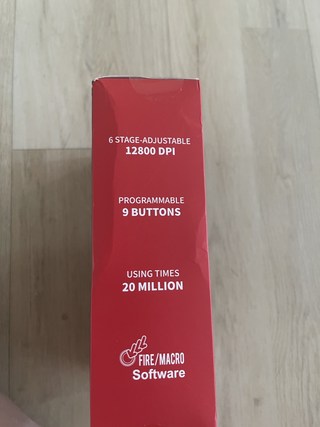 6 STAGE-ADJUSTABLE
12800 DPI
PROGRAMMABLE
9 BUTTONS
USING TIMES
20 MILLION
FIRE/MACRO
Software